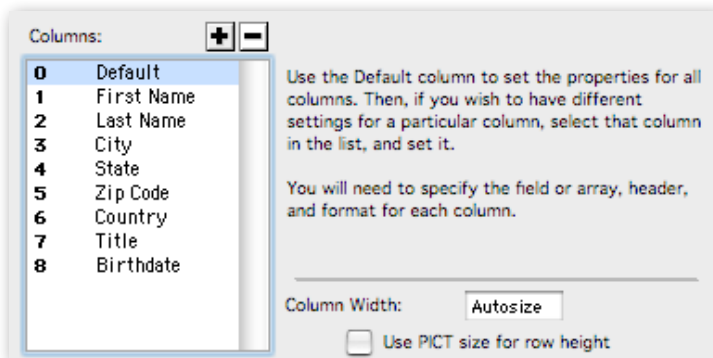 Columns:
0 Default
1 First Name
2 Last Name
3 City
4 State
5 Zip Code
6 Country
7 Title
8 Birthdate
Use the Default column to set the properties for all
columns. Then, if you wish to have different
settings for a particular column, select that column
in the list, and set it.
You will need to specify the field or array, header,
and format for each column.
Column Width: Autosize
Use PICT size for row height